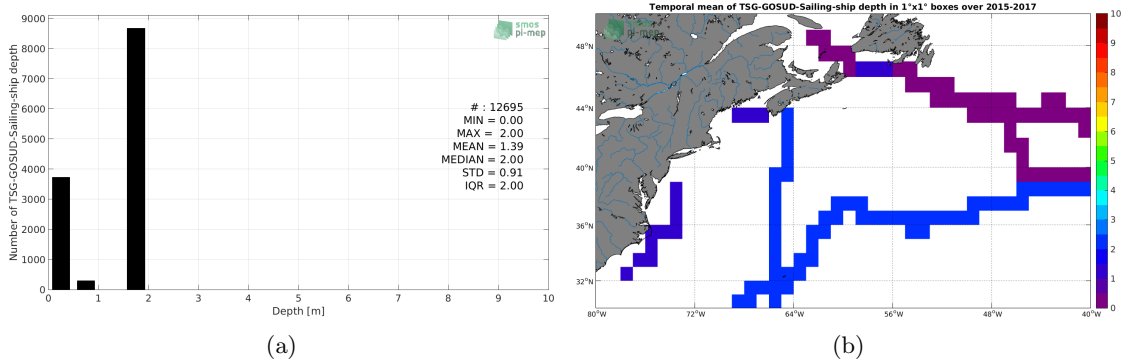 smos
pi-mep
# : 12695
MIN = 0.00
MAX = 2.00
MEAN = 1.39
MEDIAN = 2.00
STD = 0.91
IQR = 2.00
Number of TSG-GOSUD-Sailing-ship depth
9000
8000
7000
6000
5000
4000
3000
2000
1000
0
0 1 2 3 4 5 6 7 8 9 10
Depth [m]
(a)
Temporal mean of TSG-GOSUD-Sailing-ship depth in 1°x1° boxes over 2015-2017
smos
pi-mep
48°N
44°N
40°N
36°N
32°N
80°W 72°W 64°W 56°W 48°W 40°W
10
9
8
7
6
5
4
3
2
1
0
(b)